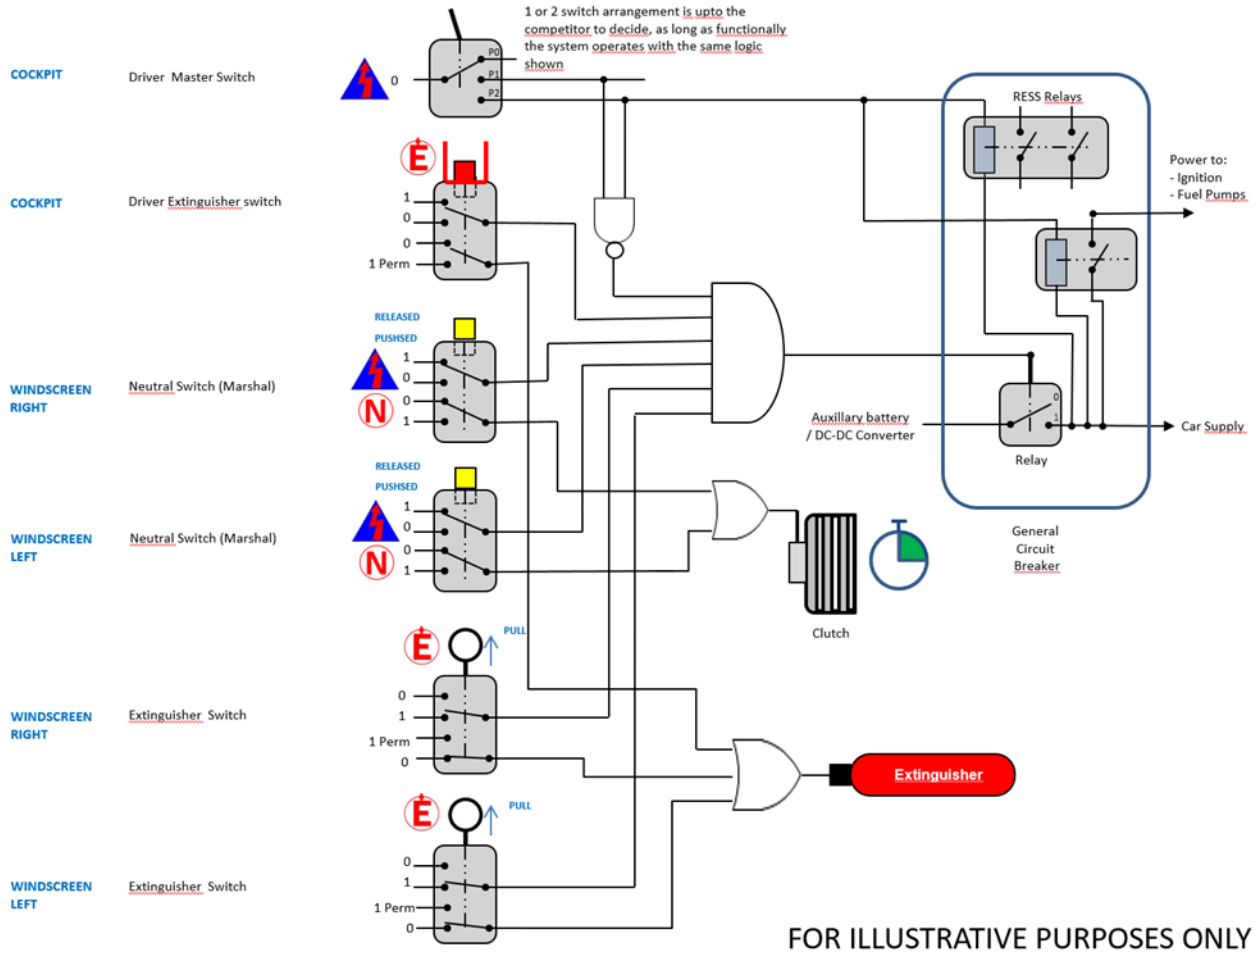 1 or 2 switch arrangement is upto the
competitor to decide, as long as functionally
the system operates with the same logic
shown
COCKPIT
Driver Master Switch
0
P0
P1
P2
RESS Relays
Power to:
- Ignition
- Fuel Pumps
COCKPIT
Driver Extinguisher switch
E
1
0
0
1 Perm
RELEASED
PUSHSED
WINDSCREEN
RIGHT
Neutral Switch (Marshal)
N
1
0
0
1
Auxillary battery
/ DC-DC Converter
0
1
Relay
Car Supply
RELEASED
PUSHSED
WINDSCREEN
LEFT
Neutral Switch (Marshal)
N
1
0
0
1
General
Circuit
Breaker
Clutch
WINDSCREEN
RIGHT
Extinguisher Switch
E
PULL
0
1
1 Perm
0
Extinguisher
WINDSCREEN
LEFT
Extinguisher Switch
E
PULL
0
1
1 Perm
0
FOR ILLUSTRATIVE PURPOSES ONLY